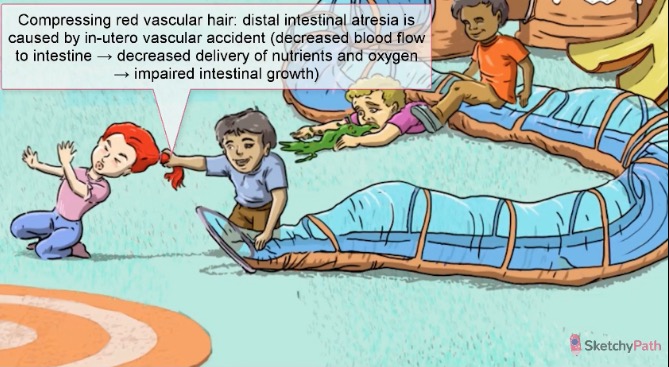 Compressing red vascular hair: distal intestinal atresia is
caused by in-utero vascular accident (decreased blood flow
to intestine → decreased delivery of nutrients and oxygen
→ impaired intestinal growth)
SketchyPath